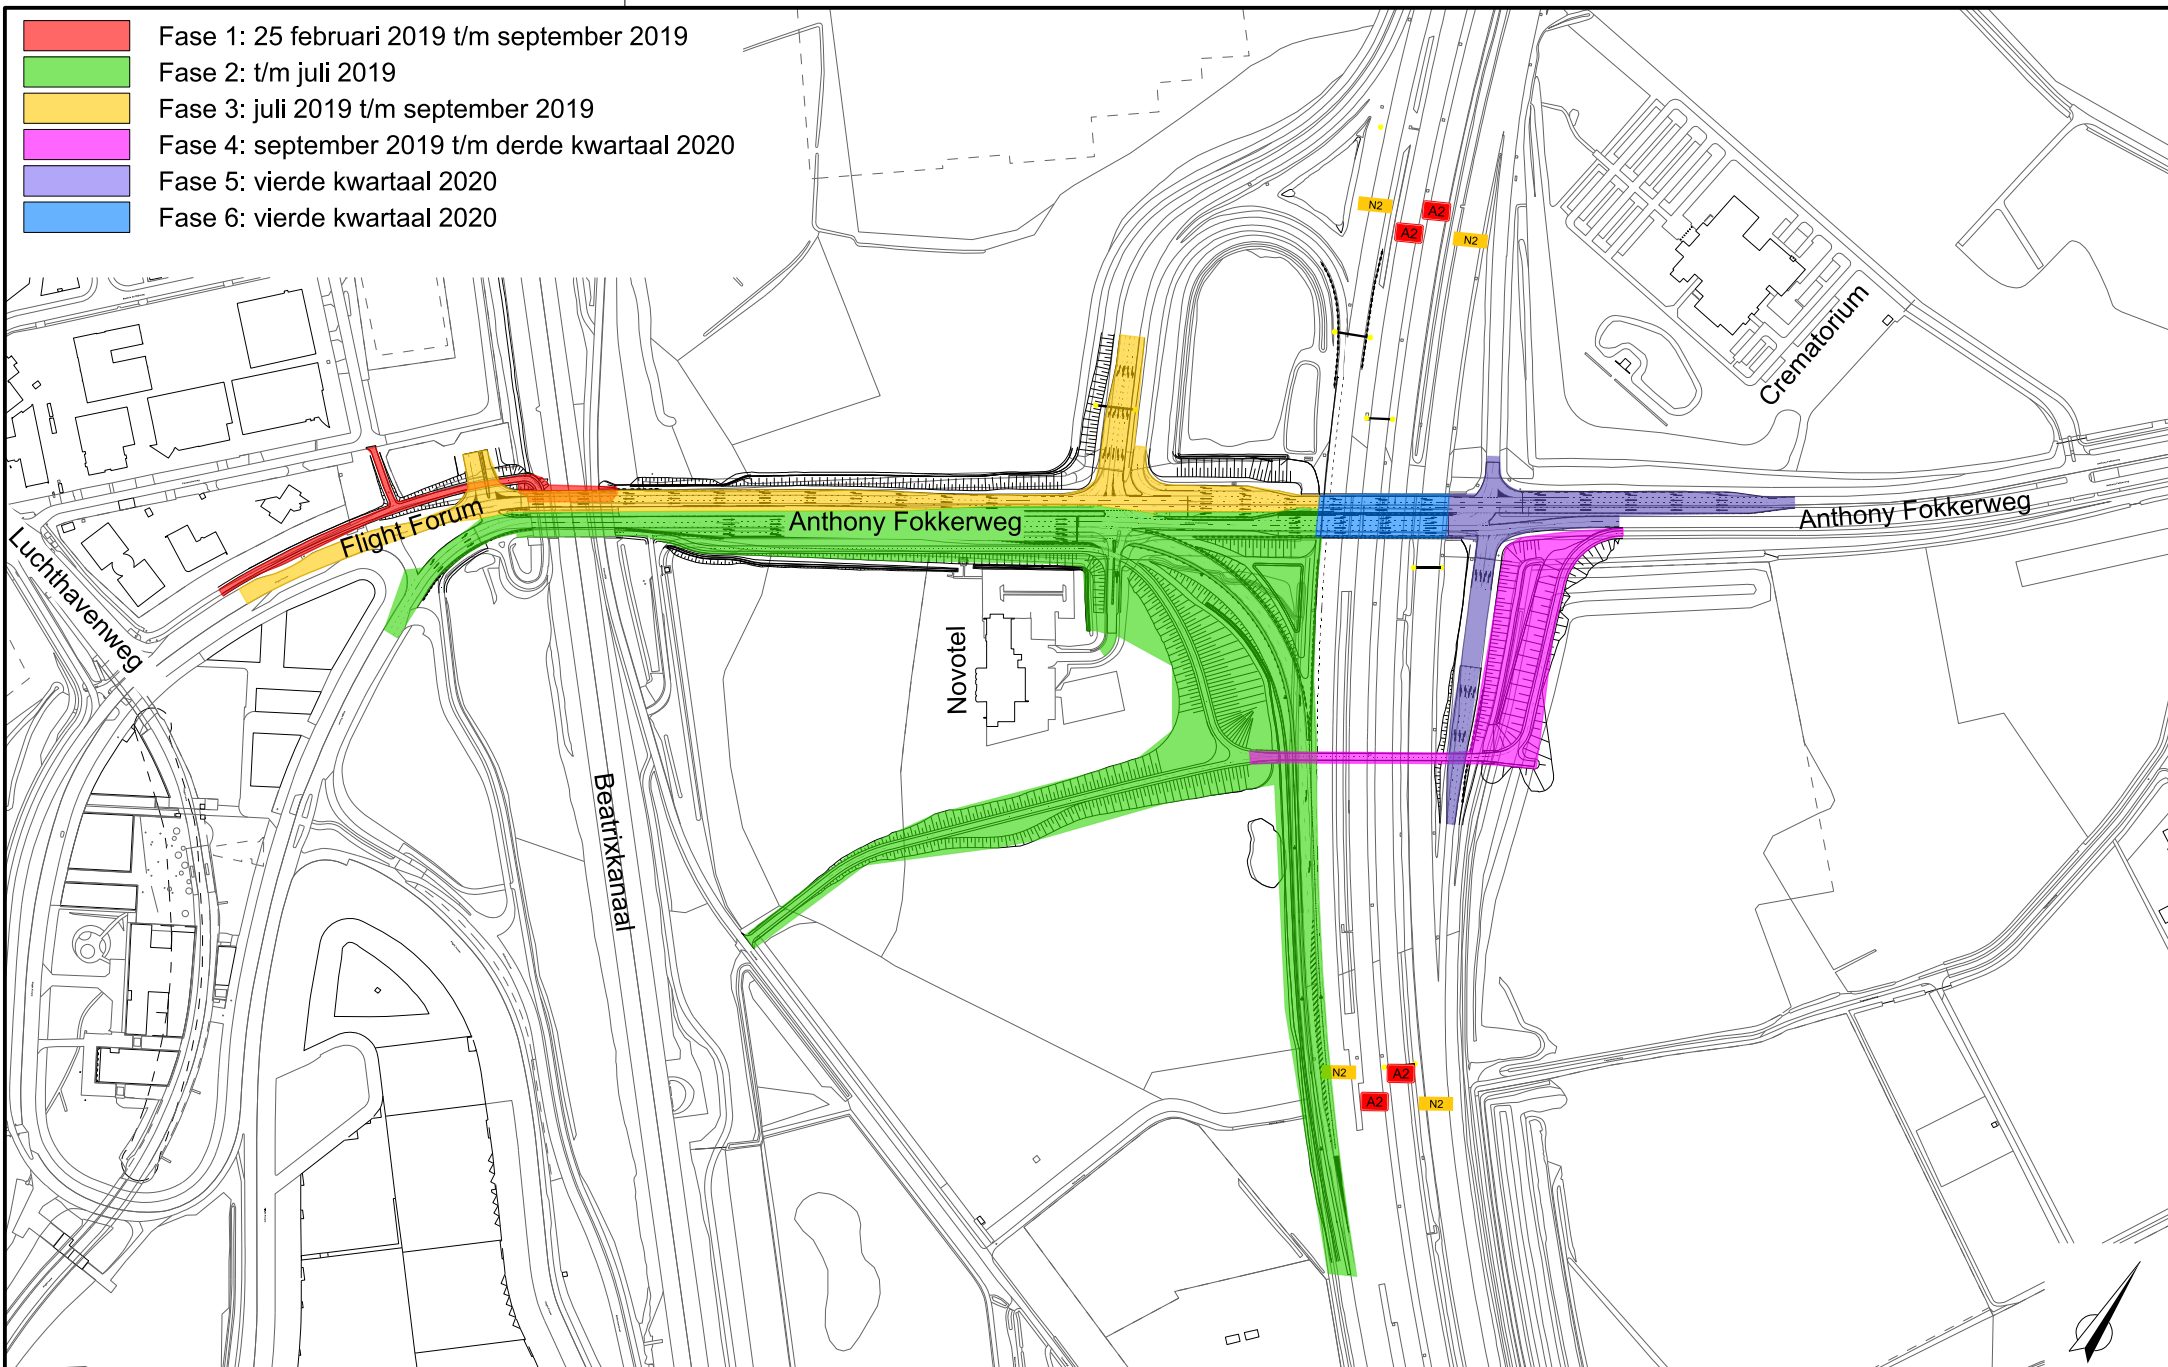 Fase 1: 25 februari 2019 t/m september 2019
Fase 2: t/m juli 2019
Fase 3: juli 2019 t/m september 2019
Fase 4: september 2019 t/m derde kwartaal 2020
Fase 5: vierde kwartaal 2020
Fase 6: vierde kwartaal 2020
N2
A2
A2
N2
Crematorium
Flight Forum
Anthony Fokkerweg
Anthony Fokkerweg
Luchthavenweg
Novotel
Beatrixkanaal
N2
A2
A2
N2